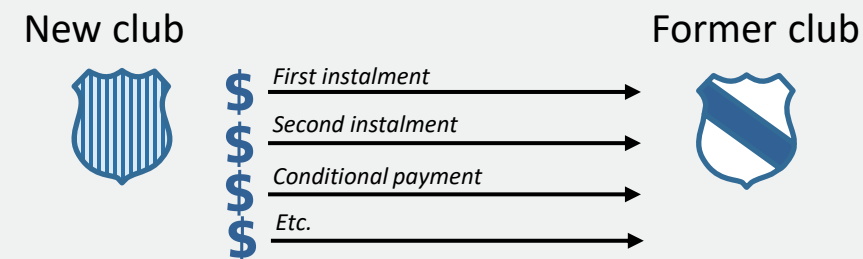 New club
Former club
$ First instalment
$ Second instalment
$ Conditional payment
$ Etc.